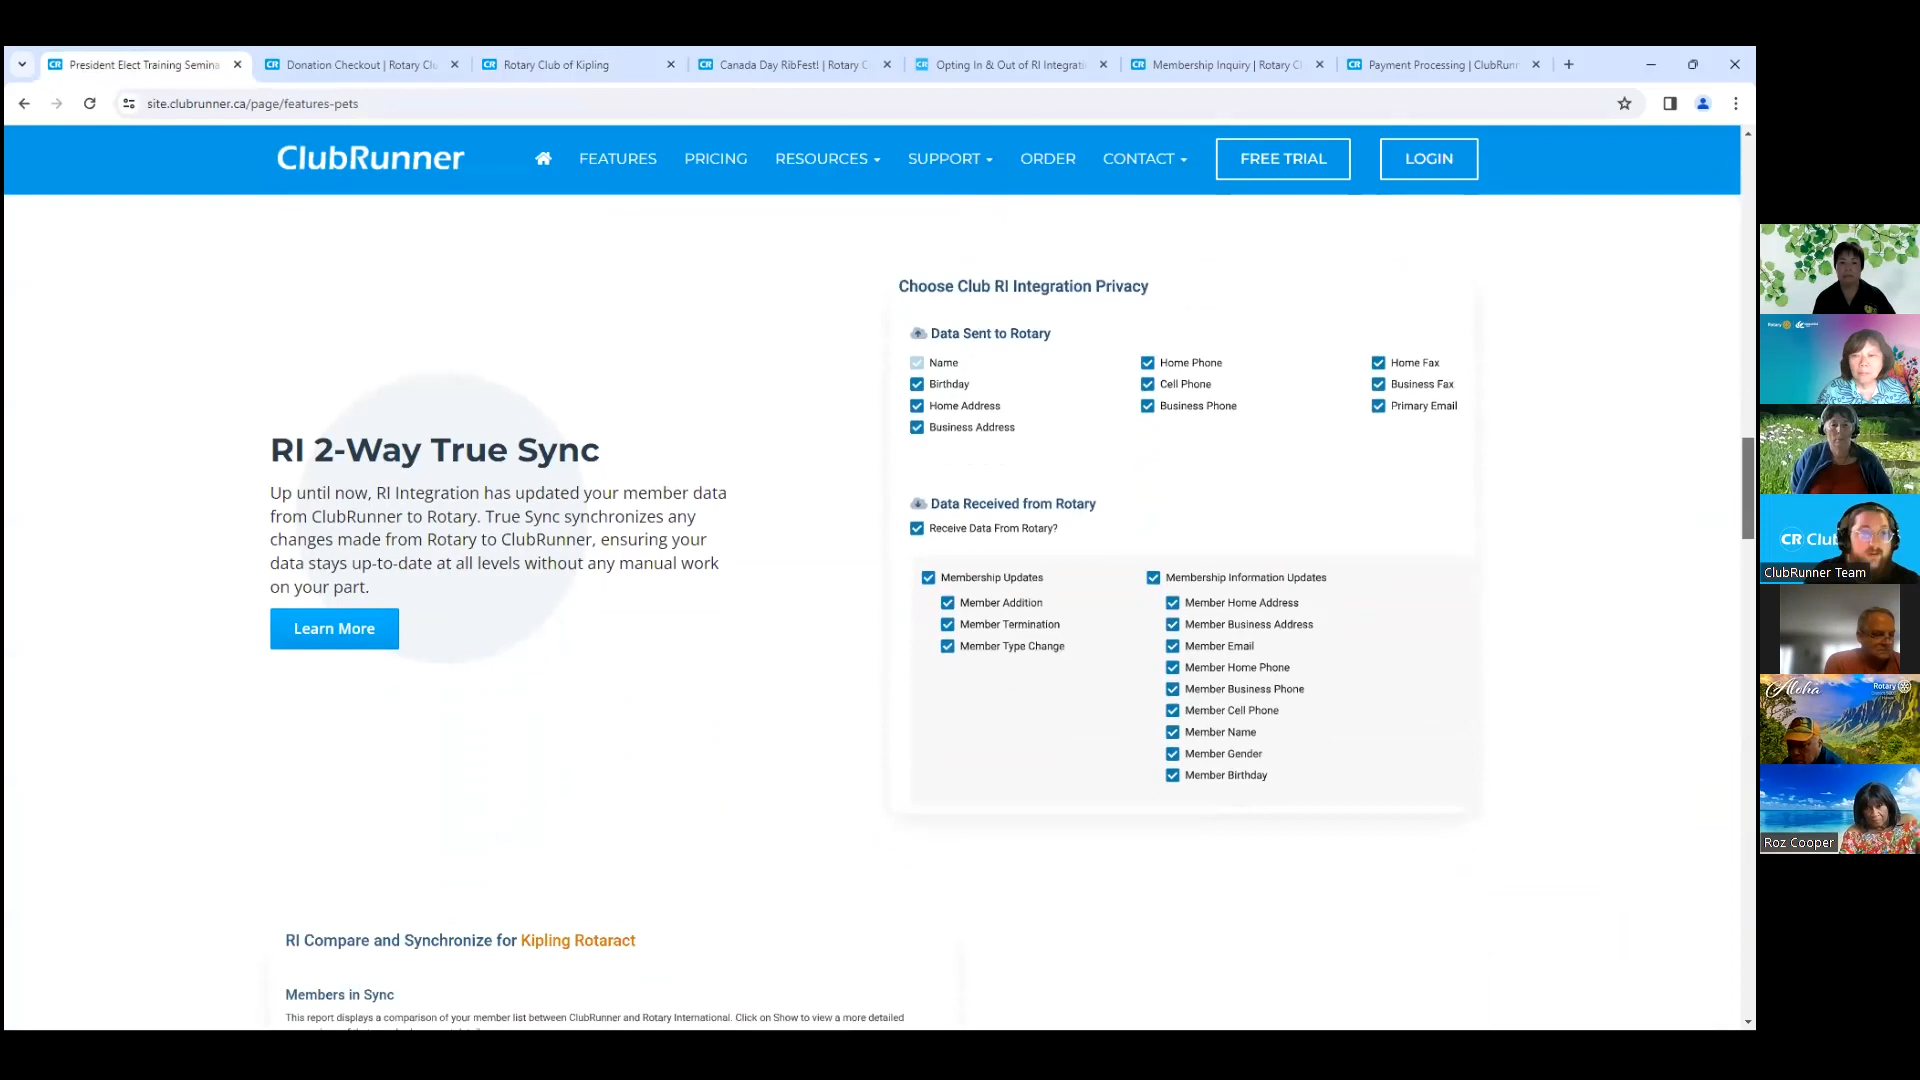 President Elect Training Semina
Donation Checkout | Rotary Clu
Rotary Club of Kipling
Canada Day RibFest! | Rotary C
Opting In & Out of RI Integrati
Membership Inquiry | Rotary C
Payment Processing | ClubRunn
site.clubrunner.ca/page/features-pets
ClubRunner
FEATURES
PRICING
RESOURCES
SUPPORT
ORDER
CONTACT
FREE TRIAL
LOGIN
RI 2-Way True Sync
Up until now, RI Integration has updated your member data
from ClubRunner to Rotary. True Sync synchronizes any
changes made from Rotary to ClubRunner, ensuring your
data stays up-to-date at all levels without any manual work
on your part.
Learn More
Choose Club RI Integration Privacy
Data Sent to Rotary
Name
Birthday
Home Address
Business Address
Home Phone
Cell Phone
Business Phone
Home Fax
Business Fax
Primary Email
Data Received from Rotary
Receive Data From Rotary?
Membership Updates
Member Addition
Member Termination
Member Type Change
Membership Information Updates
Member Home Address
Member Business Address
Member Email
Member Home Phone
Member Business Phone
Member Cell Phone
Member Name
Member Gender
Member Birthday
RI Compare and Synchronize for Kipling Rotaract
Members in Sync
This report displays a comparison of your member list between ClubRunner and Rotary International. Click on Show to view a more detailed
Rotary
CR Clu
ClubRunner Team
Aloha
Rotary
Roz Cooper